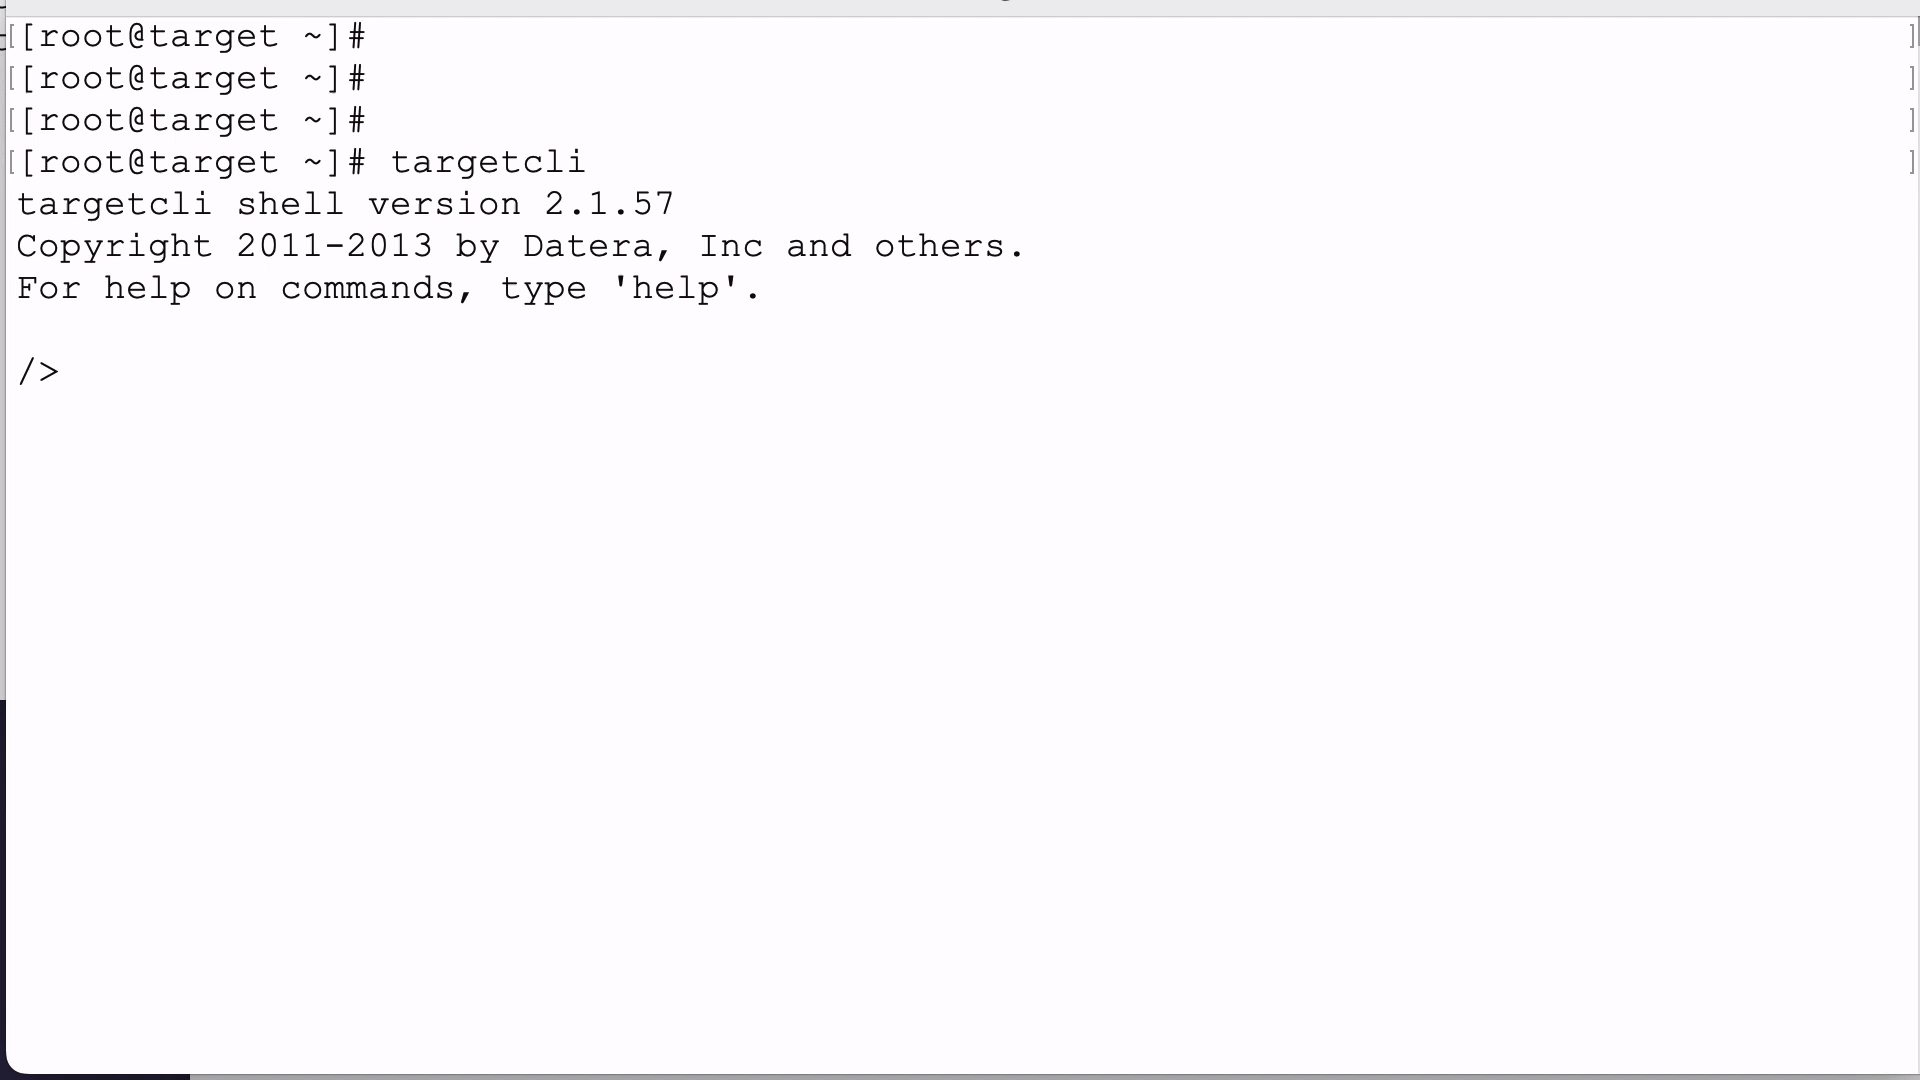 [[root@target ~]# ]
[[root@target ~]# ]
[[root@target ~]# ]
[[root@target ~]# targetcli ]
targetcli shell version 2.1.57
Copyright 2011-2013 by Datera, Inc and others.
For help on commands, type 'help'.
/>